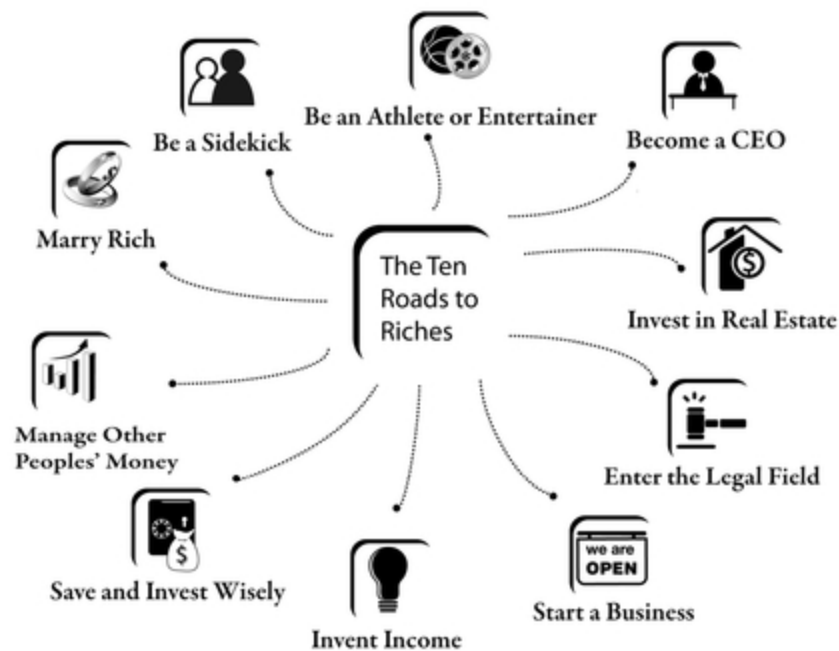 Be an Athlete or Entertainer
Be a Sidekick
Become a CEO
Marry Rich
The Ten
Roads to
Riches
Invest in Real Estate
$
Manage Other
Peoples' Money
Enter the Legal Field
we are
OPEN
$
Save and Invest Wisely
Start a Business
Invent Income